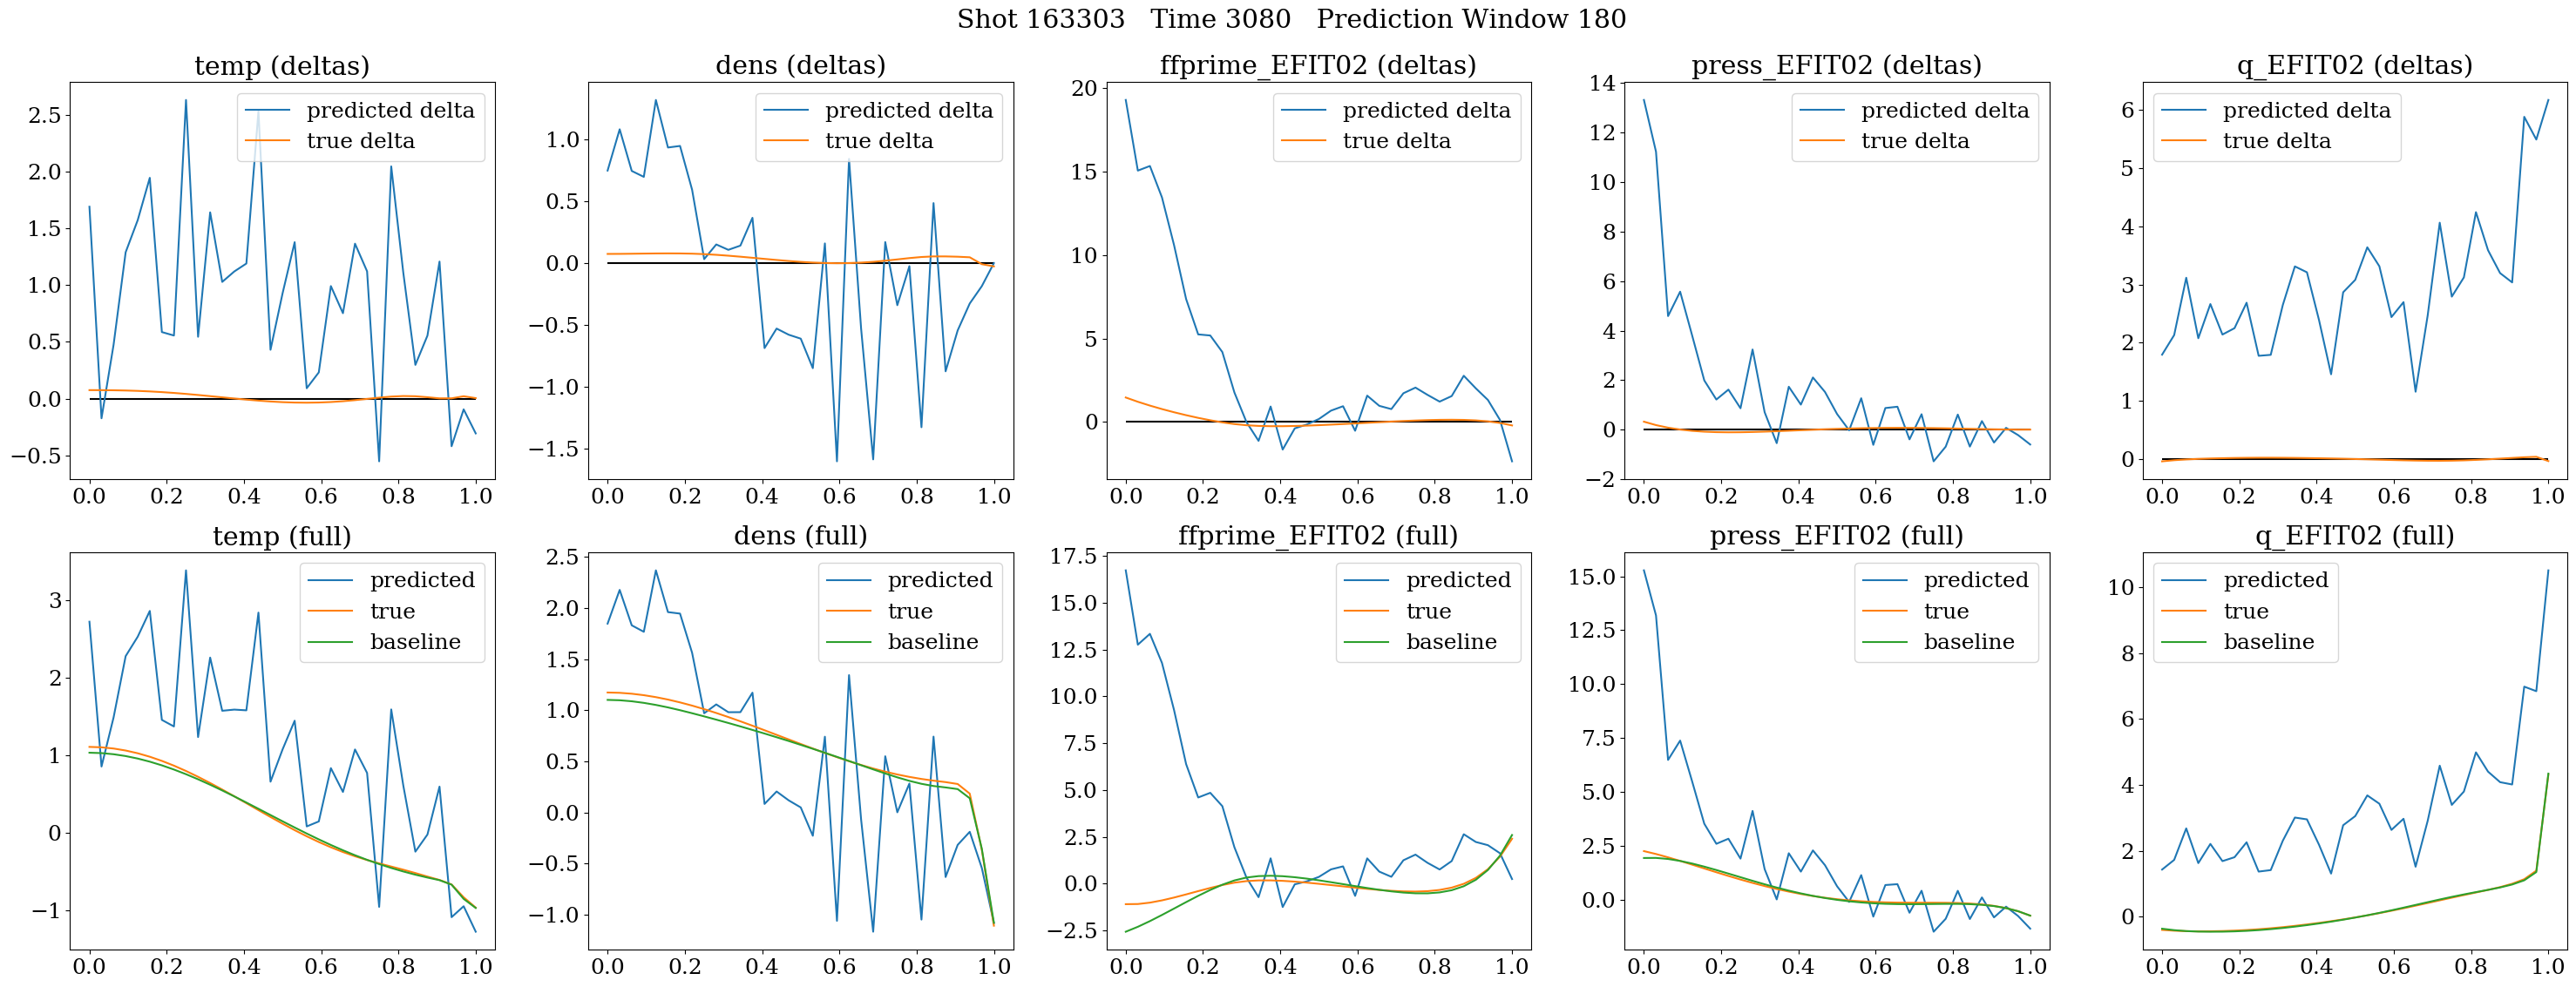 Shot 163303   Time 3080   Prediction Window 180
temp (deltas)
predicted delta
true delta
2.5
2.0
1.5
1.0
0.5
0.0
−0.5
0.0 0.2 0.4 0.6 0.8 1.0
dens (deltas)
predicted delta
true delta
1.0
0.5
0.0
−0.5
−1.0
−1.5
0.0 0.2 0.4 0.6 0.8 1.0
ffprime_EFIT02 (deltas)
predicted delta
true delta
20
15
10
5
0
0.0 0.2 0.4 0.6 0.8 1.0
press_EFIT02 (deltas)
predicted delta
true delta
14
12
10
8
6
4
2
0
−2
0.0 0.2 0.4 0.6 0.8 1.0
q_EFIT02 (deltas)
predicted delta
true delta
6
5
4
3
2
1
0
0.0 0.2 0.4 0.6 0.8 1.0
temp (full)
predicted
true
baseline
3
2
1
0
−1
0.0 0.2 0.4 0.6 0.8 1.0
dens (full)
predicted
true
baseline
2.5
2.0
1.5
1.0
0.5
0.0
−0.5
−1.0
0.0 0.2 0.4 0.6 0.8 1.0
ffprime_EFIT02 (full)
predicted
true
baseline
17.5
15.0
12.5
10.0
7.5
5.0
2.5
0.0
−2.5
0.0 0.2 0.4 0.6 0.8 1.0
press_EFIT02 (full)
predicted
true
baseline
15.0
12.5
10.0
7.5
5.0
2.5
0.0
0.0 0.2 0.4 0.6 0.8 1.0
q_EFIT02 (full)
predicted
true
baseline
10
8
6
4
2
0
0.0 0.2 0.4 0.6 0.8 1.0